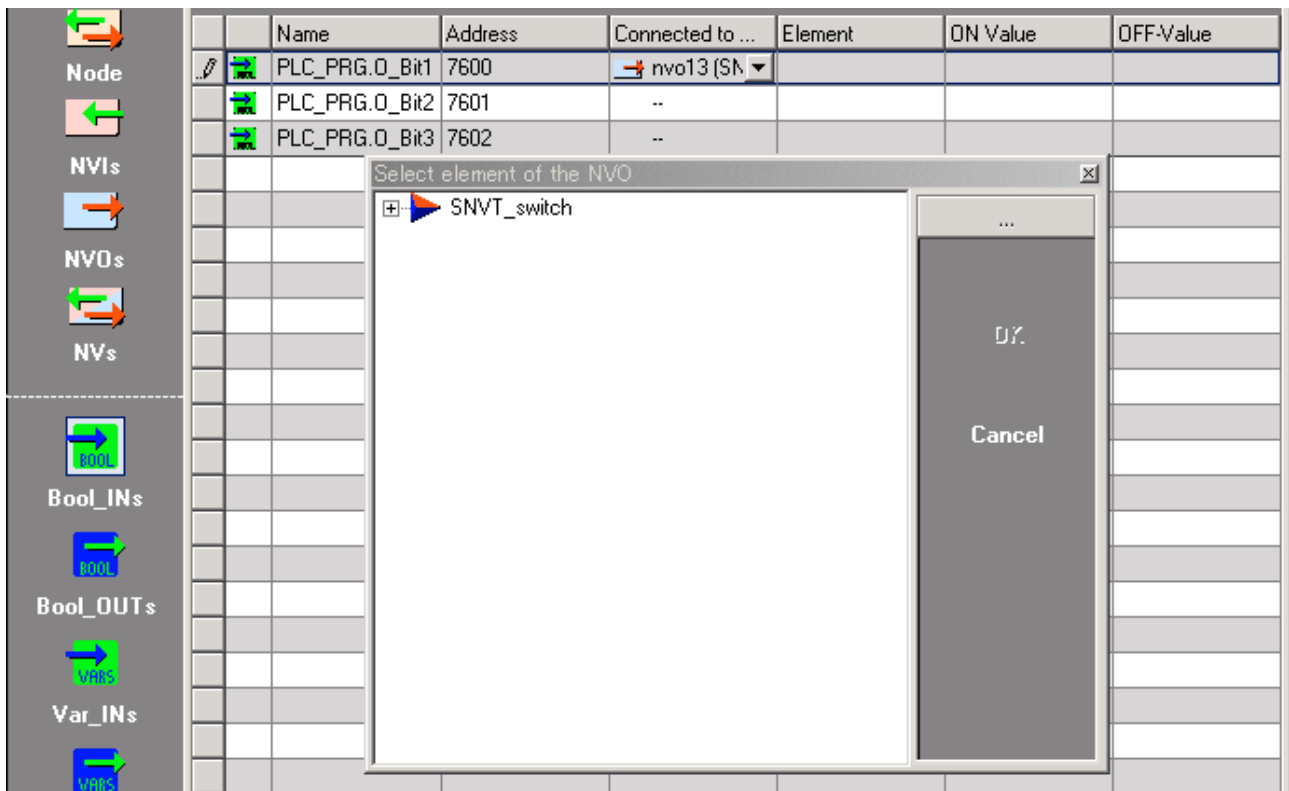 Name Address Connected to ... Element ON Value OFF-Value
PLC_PRG.O_Bit1 7600 nvo13 (SN
PLC_PRG.O_Bit2 7601 --
PLC_PRG.O_Bit3 7602 --
Select element of the NVO
SNVT_switch
...
OK
Cancel
Node
NVIs
NVOs
NVs
BOOL
Bool_INs
BOOL
Bool_OUTs
VARS
Var_INs
VARS